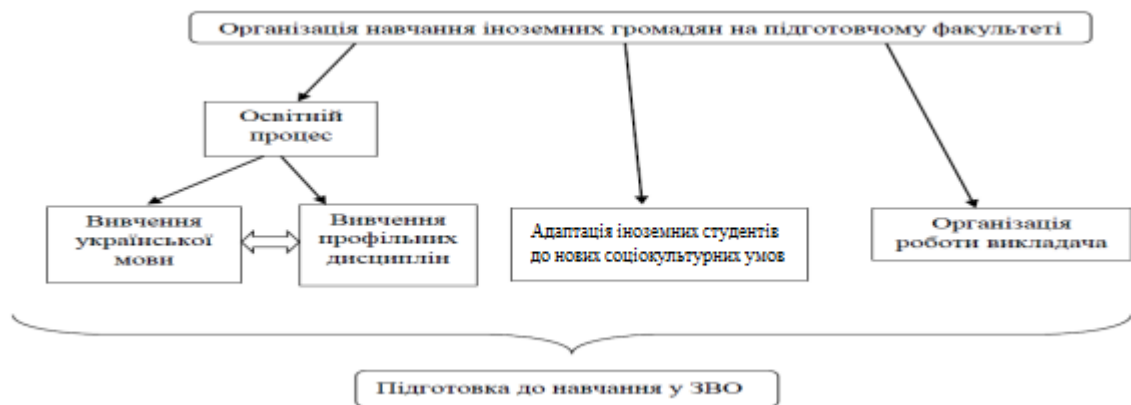 Організація навчання іноземних громадян на підготовчому факультеті
Освітній
процес
Вивчення
української
мови
Вивчення
профільних
дисциплін
Адаптація іноземних студентів
до нових соціокультурних умов
Організація
роботи викладача
Підготовка до навчання у ЗВО